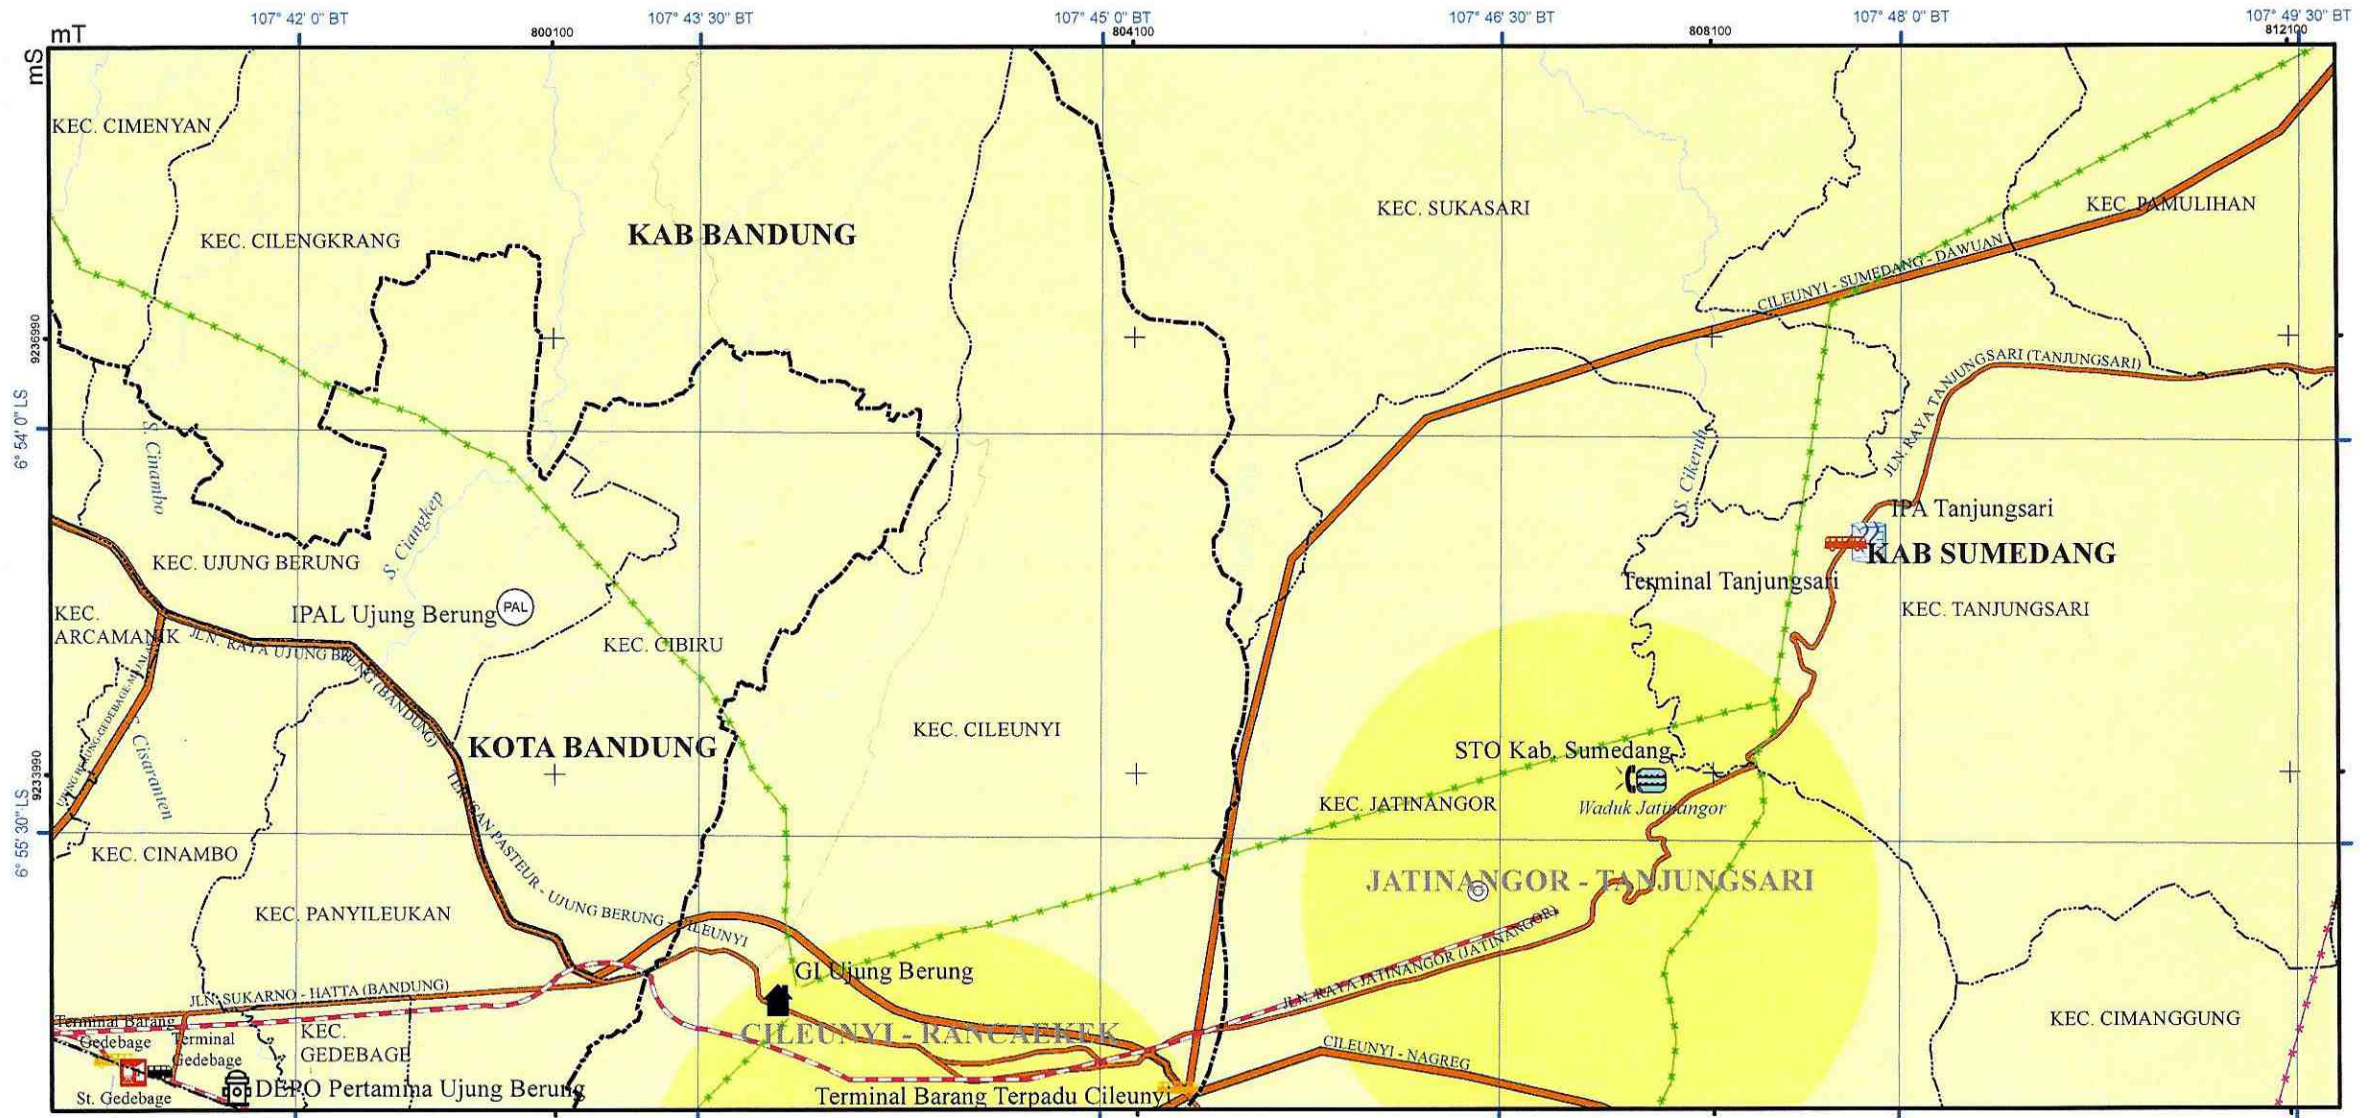 107° 42' 0" BT
107° 43' 30" BT
107° 45' 0" BT
107° 46' 30" BT
107° 48' 0" BT
107° 49' 30" BT
mT
800100
804100
808100
812100
mS
KEC. CIMENYAN
KEC. SUKASARI
KEC. PAMULIHAN
KEC. CILENGKRANG
KAB BANDUNG
CILEUNYI - SUMEDANG - DAWUAN
9236990
JLN. RAYA TANJUNGSARI (TANJUNGSARI)
6° 54' 0" LS
S. Cinambo
S. Ciangkep
S. Cikeruh
IPA Tanjungsari
KAB SUMEDANG
KEC. UJUNG BERUNG
Terminal Tanjungsari
KEC. TANJUNGSARI
IPAL Ujung Berung
PAL
KEC.
ARCAMANIK
JLN. RAYA UJUNG BERUNG (BANDUNG)
KEC. CIBIRU
KEC. CILEUNYI
KOTA BANDUNG
STO Kab. Sumedang
9233990
Cisaranten
KEC. JATINANGOR
Waduk Jatinangor
6° 55' 30" LS
KEC. CINAMBO
TERUSAN PASTEUR - UJUNG BERUNG - CILEUNYI
JATINANGOR - TANJUNGSARI
KEC. PANYILEUKAN
GI Ujung Berung
JLN. RAYA JATINANGOR (JATINANGOR)
JLN. SUKARNO - HATTA (BANDUNG)
Terminal Barang
Gedebage
Terminal
Gedebage
KEC.
GEDEBAGE
CILEUNYI - RANCAEKEK
CILEUNYI - NAGREG
KEC. CIMANGGUNG
St. Gedebage
DEPO Pertamina Ujung Berung
Terminal Barang Terpadu Cileunyi